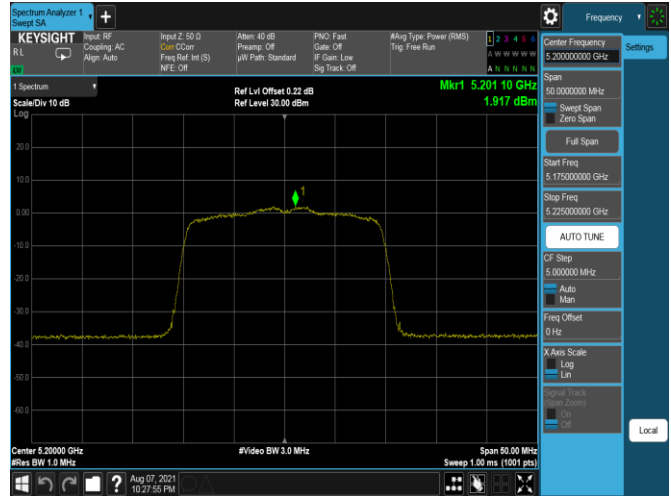 Spectrum Analyzer 1
Swept SA
Frequency
KEYSIGHT
R L
LW
Input: RF
Coupling: AC
Align: Auto
Input Z: 50 Ω
Corr CCorr
Freq Ref: Int (S)
NFE: Off
Atten: 40 dB
Preamp: Off
µW Path: Standard
PNO: Fast
Gate: Off
IF Gain: Low
Sig Track: Off
#Avg Type: Power (RMS)
Trig: Free Run
1 2 3 4 5 6
A W W W W W
A N N N N N
1 Spectrum
Scale/Div 10 dB
Log
Ref Lvl Offset 0.22 dB
Ref Level 30.00 dBm
Mkr1 5.201 10 GHz
1.917 dBm
20.0
10.0
0.00
-10.0
-20.0
-30.0
-40.0
-50.0
-60.0
1
Center 5.20000 GHz
#Res BW 1.0 MHz
#Video BW 3.0 MHz
Span 50.00 MHz
Sweep 1.00 ms (1001 pts)
Aug 07, 2021
10:27:55 PM
Center Frequency
5.200000000 GHz
Settings
Span
50.0000000 MHz
Swept Span
Zero Span
Full Span
Start Freq
5.175000000 GHz
Stop Freq
5.225000000 GHz
AUTO TUNE
CF Step
5.000000 MHz
Auto
Man
Freq Offset
0 Hz
X Axis Scale
Log
Lin
Signal Track
(Span Zoom)
On
Off
Local